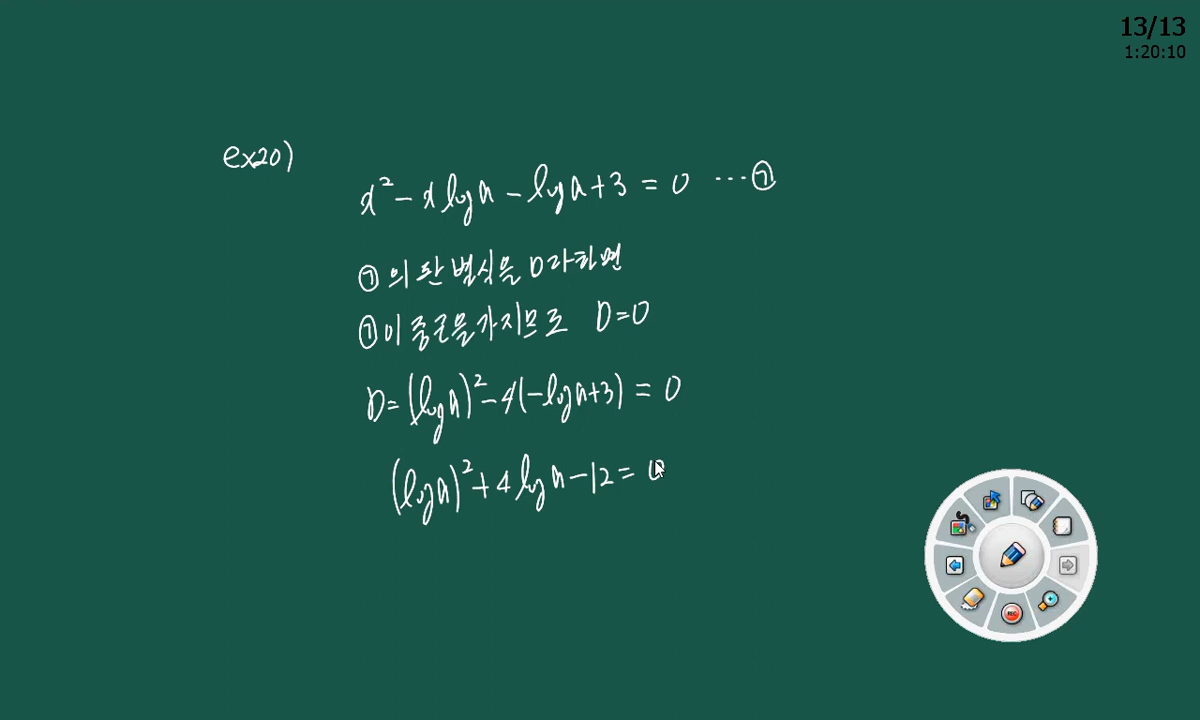 13/13
1:20:10
ex20)
x² - x log a - log a + 3 = 0 ··· ㉠
㉠의 판별식을 D라하면
㉠이 중근을가지므로 D=0
D = (log a)² - 4(-log a+3) = 0
(log a)² + 4 log a - 12 = 0
REC